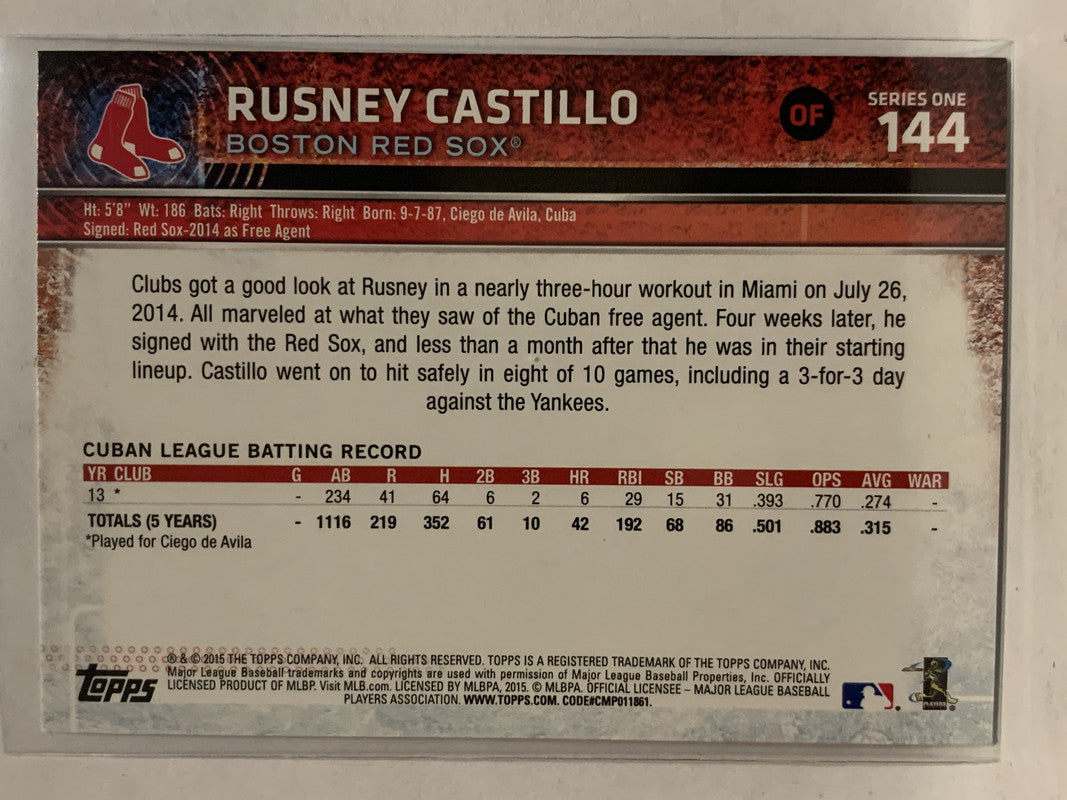 RUSNEY CASTILLO
BOSTON RED SOX®
OF
SERIES ONE
144
Ht: 5'8" Wt: 186 Bats: Right Throws: Right Born: 9-7-87, Ciego de Avila, Cuba
Signed: Red Sox-2014 as Free Agent
Clubs got a good look at Rusney in a nearly three-hour workout in Miami on July 26,
2014. All marveled at what they saw of the Cuban free agent. Four weeks later, he
signed with the Red Sox, and less than a month after that he was in their starting
lineup. Castillo went on to hit safely in eight of 10 games, including a 3-for-3 day
against the Yankees.
CUBAN LEAGUE BATTING RECORD
YR CLUB G AB R H 2B 3B HR RBI SB BB SLG OPS AVG WAR
13 * - 234 41 64 6 2 6 29 15 31 .393 .770 .274 -
TOTALS (5 YEARS) - 1116 219 352 61 10 42 192 68 86 .501 .883 .315 -
*Played for Ciego de Avila
® & © 2015 THE TOPPS COMPANY, INC. ALL RIGHTS RESERVED. TOPPS IS A REGISTERED TRADEMARK OF THE TOPPS COMPANY, INC.
Major League Baseball trademarks and copyrights are used with permission of Major League Baseball Properties, Inc. OFFICIALLY
LICENSED PRODUCT OF MLBP. Visit MLB.com. LICENSED BY MLBPA, 2015. © MLBPA. OFFICIAL LICENSEE – MAJOR LEAGUE BASEBALL
PLAYERS ASSOCIATION. WWW.TOPPS.COM. CODE#CMP011861.
TOPPS
PLAYERS